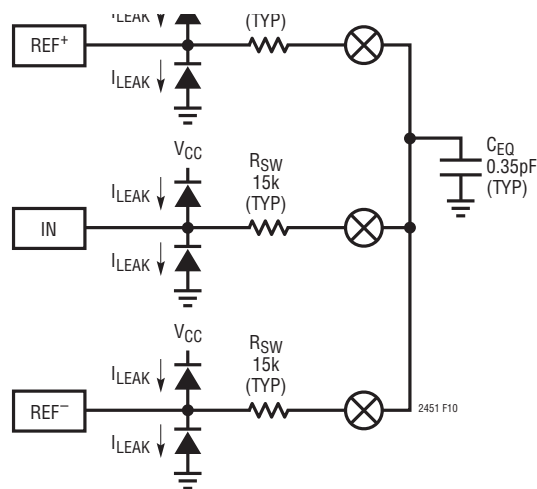 ILEAK
(TYP)
REF+
ILEAK
VCC
CEQ
0.35pF
(TYP)
RSW
15k
(TYP)
ILEAK
IN
ILEAK
VCC
RSW
15k
(TYP)
ILEAK
REF−
2451 F10
ILEAK